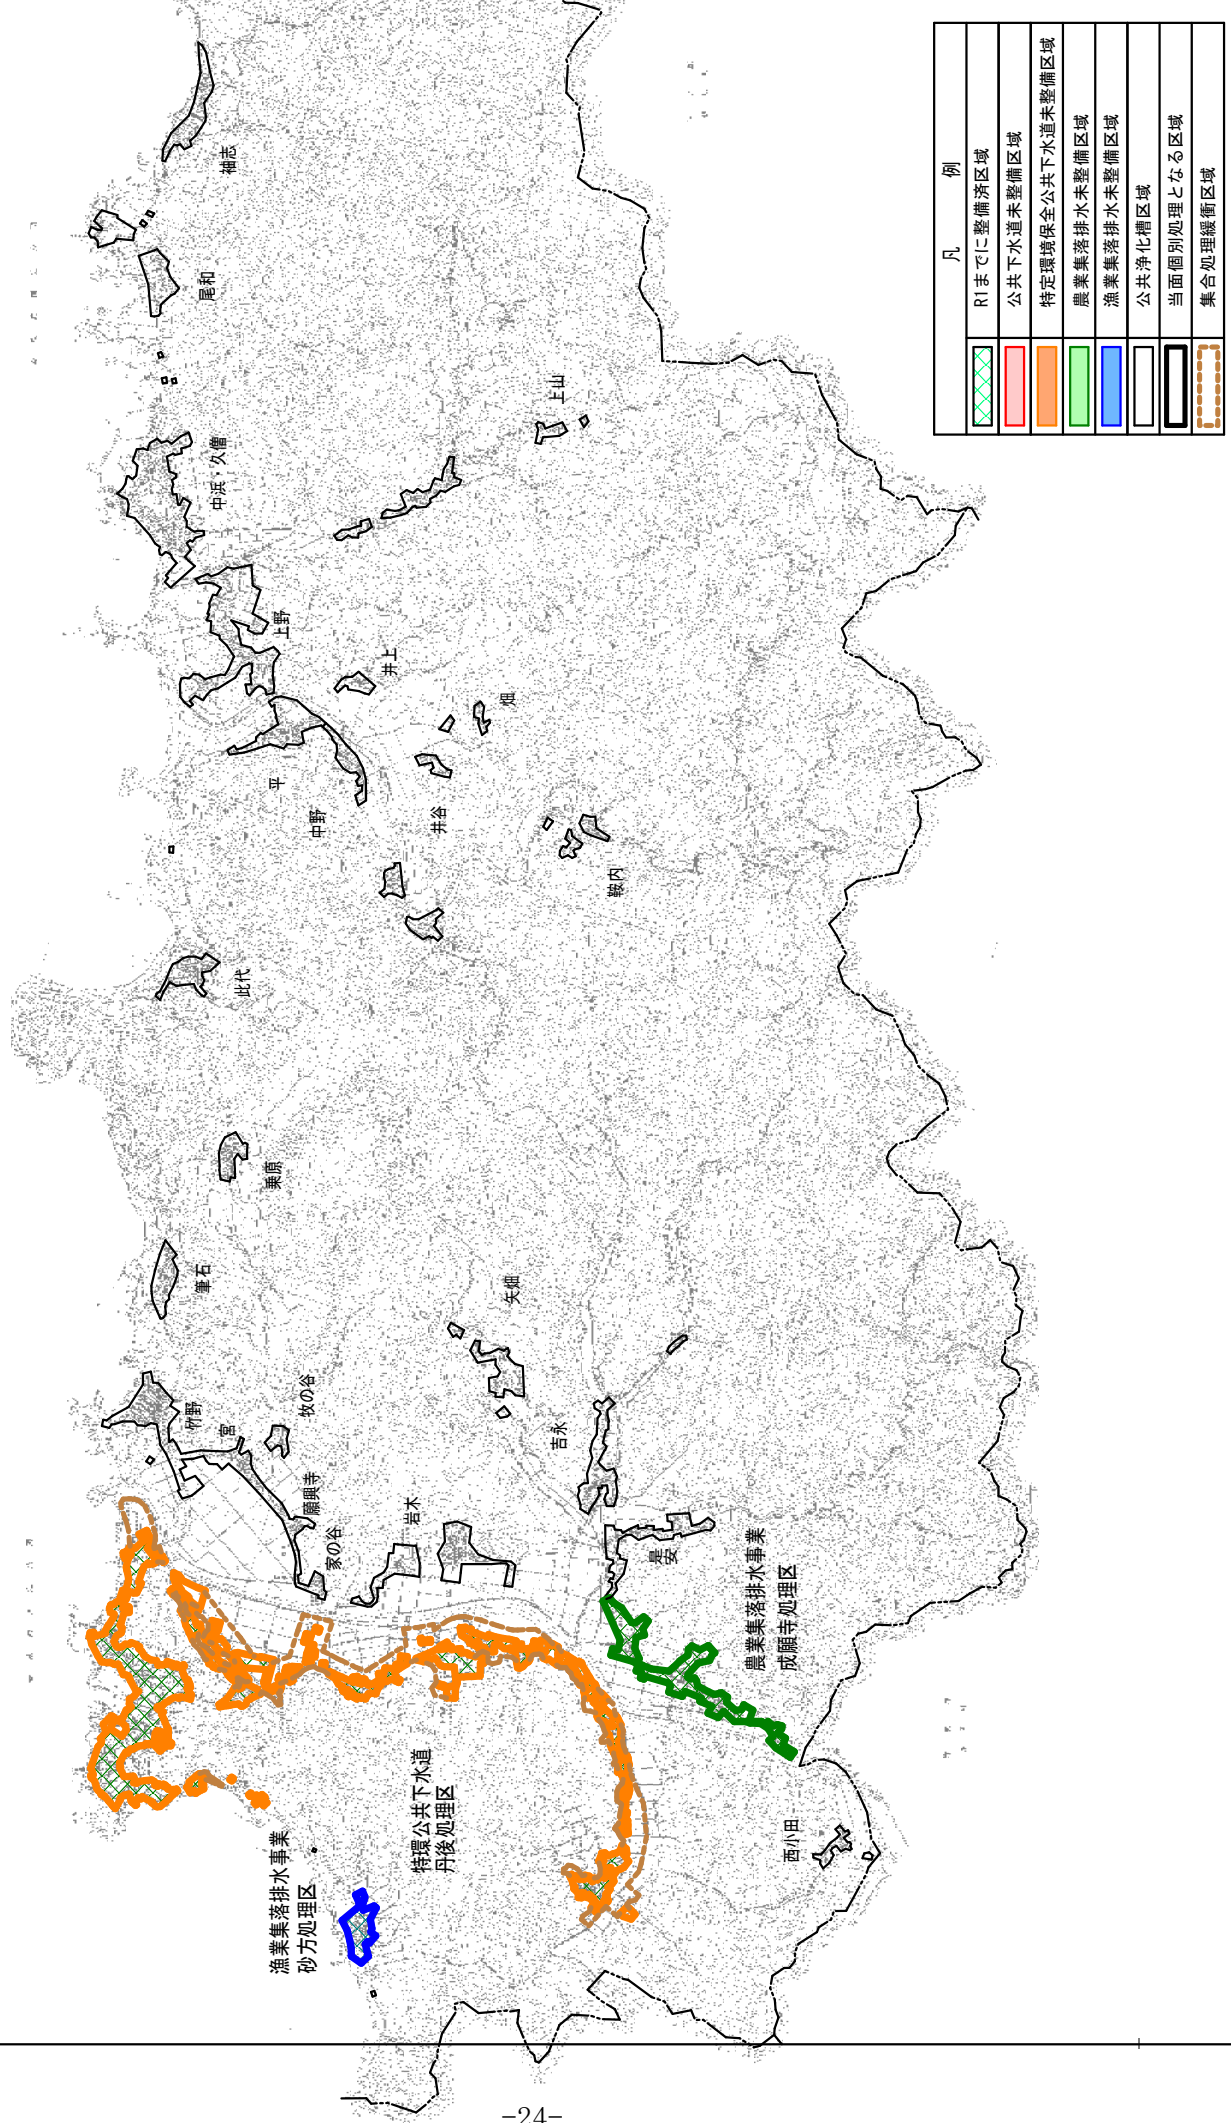 凡例
R1までに整備済区域
公共下水道未整備区域
特定環境保全公共下水道未整備区域
農業集落排水未整備区域
漁業集落排水未整備区域
公共浄化槽区域
当面個別処理となる区域
集合処理緩衝区域
袖志
尾和
中浜・久僧
上山
上野
井上
畑
平
中野
井谷
鞍内
此代
乗原
筆石
矢畑
竹野
宮
牧の谷
吉永
願興寺
岩木
家の谷
是安
農業集落排水事業
成願寺処理区
特環公共下水道
丹後処理区
西小田
漁業集落排水事業
砂方処理区
-24-